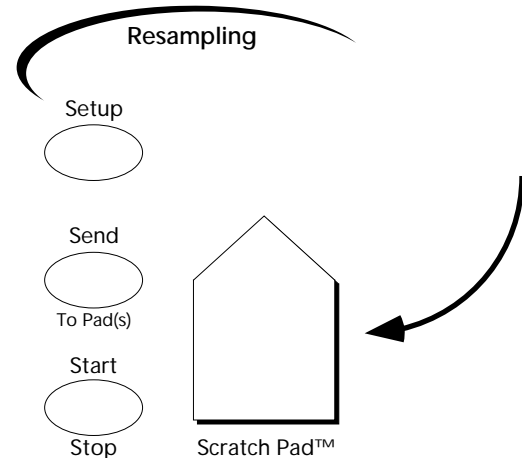 Resampling
Setup
Send
To Pad(s)
Start
Stop
Scratch Pad™